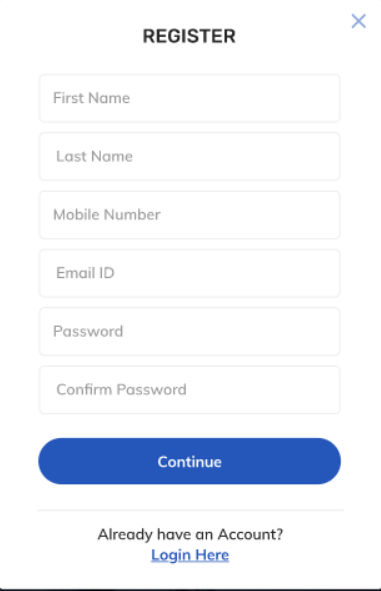 REGISTER
First Name
Last Name
Mobile Number
Email ID
Password
Confirm Password
Continue
Already have an Account?
Login Here